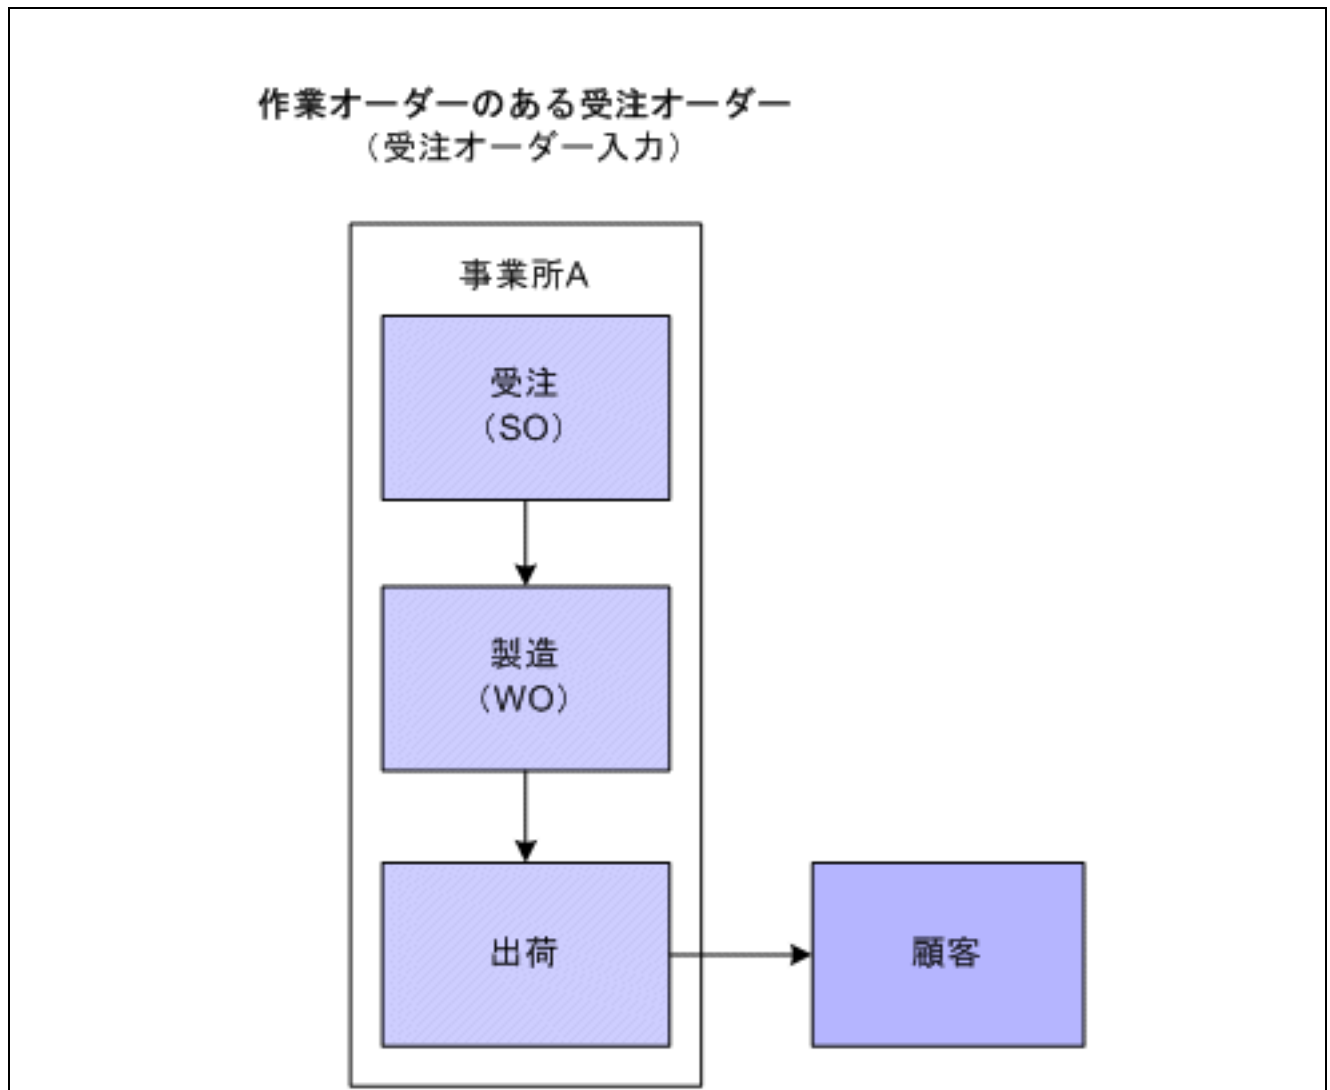 作業オーダーのある受注オーダー
（受注オーダー入力）
事業所A
受注
（SO）
製造
（WO）
出荷
顧客